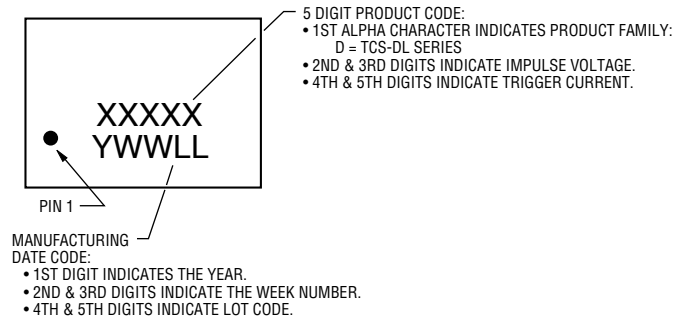 5 DIGIT PRODUCT CODE:
• 1ST ALPHA CHARACTER INDICATES PRODUCT FAMILY:
D = TCS-DL SERIES
• 2ND & 3RD DIGITS INDICATE IMPULSE VOLTAGE.
• 4TH & 5TH DIGITS INDICATE TRIGGER CURRENT.
XXXXX
YWWLL
PIN 1
MANUFACTURING
DATE CODE:
• 1ST DIGIT INDICATES THE YEAR.
• 2ND & 3RD DIGITS INDICATE THE WEEK NUMBER.
• 4TH & 5TH DIGITS INDICATE LOT CODE.